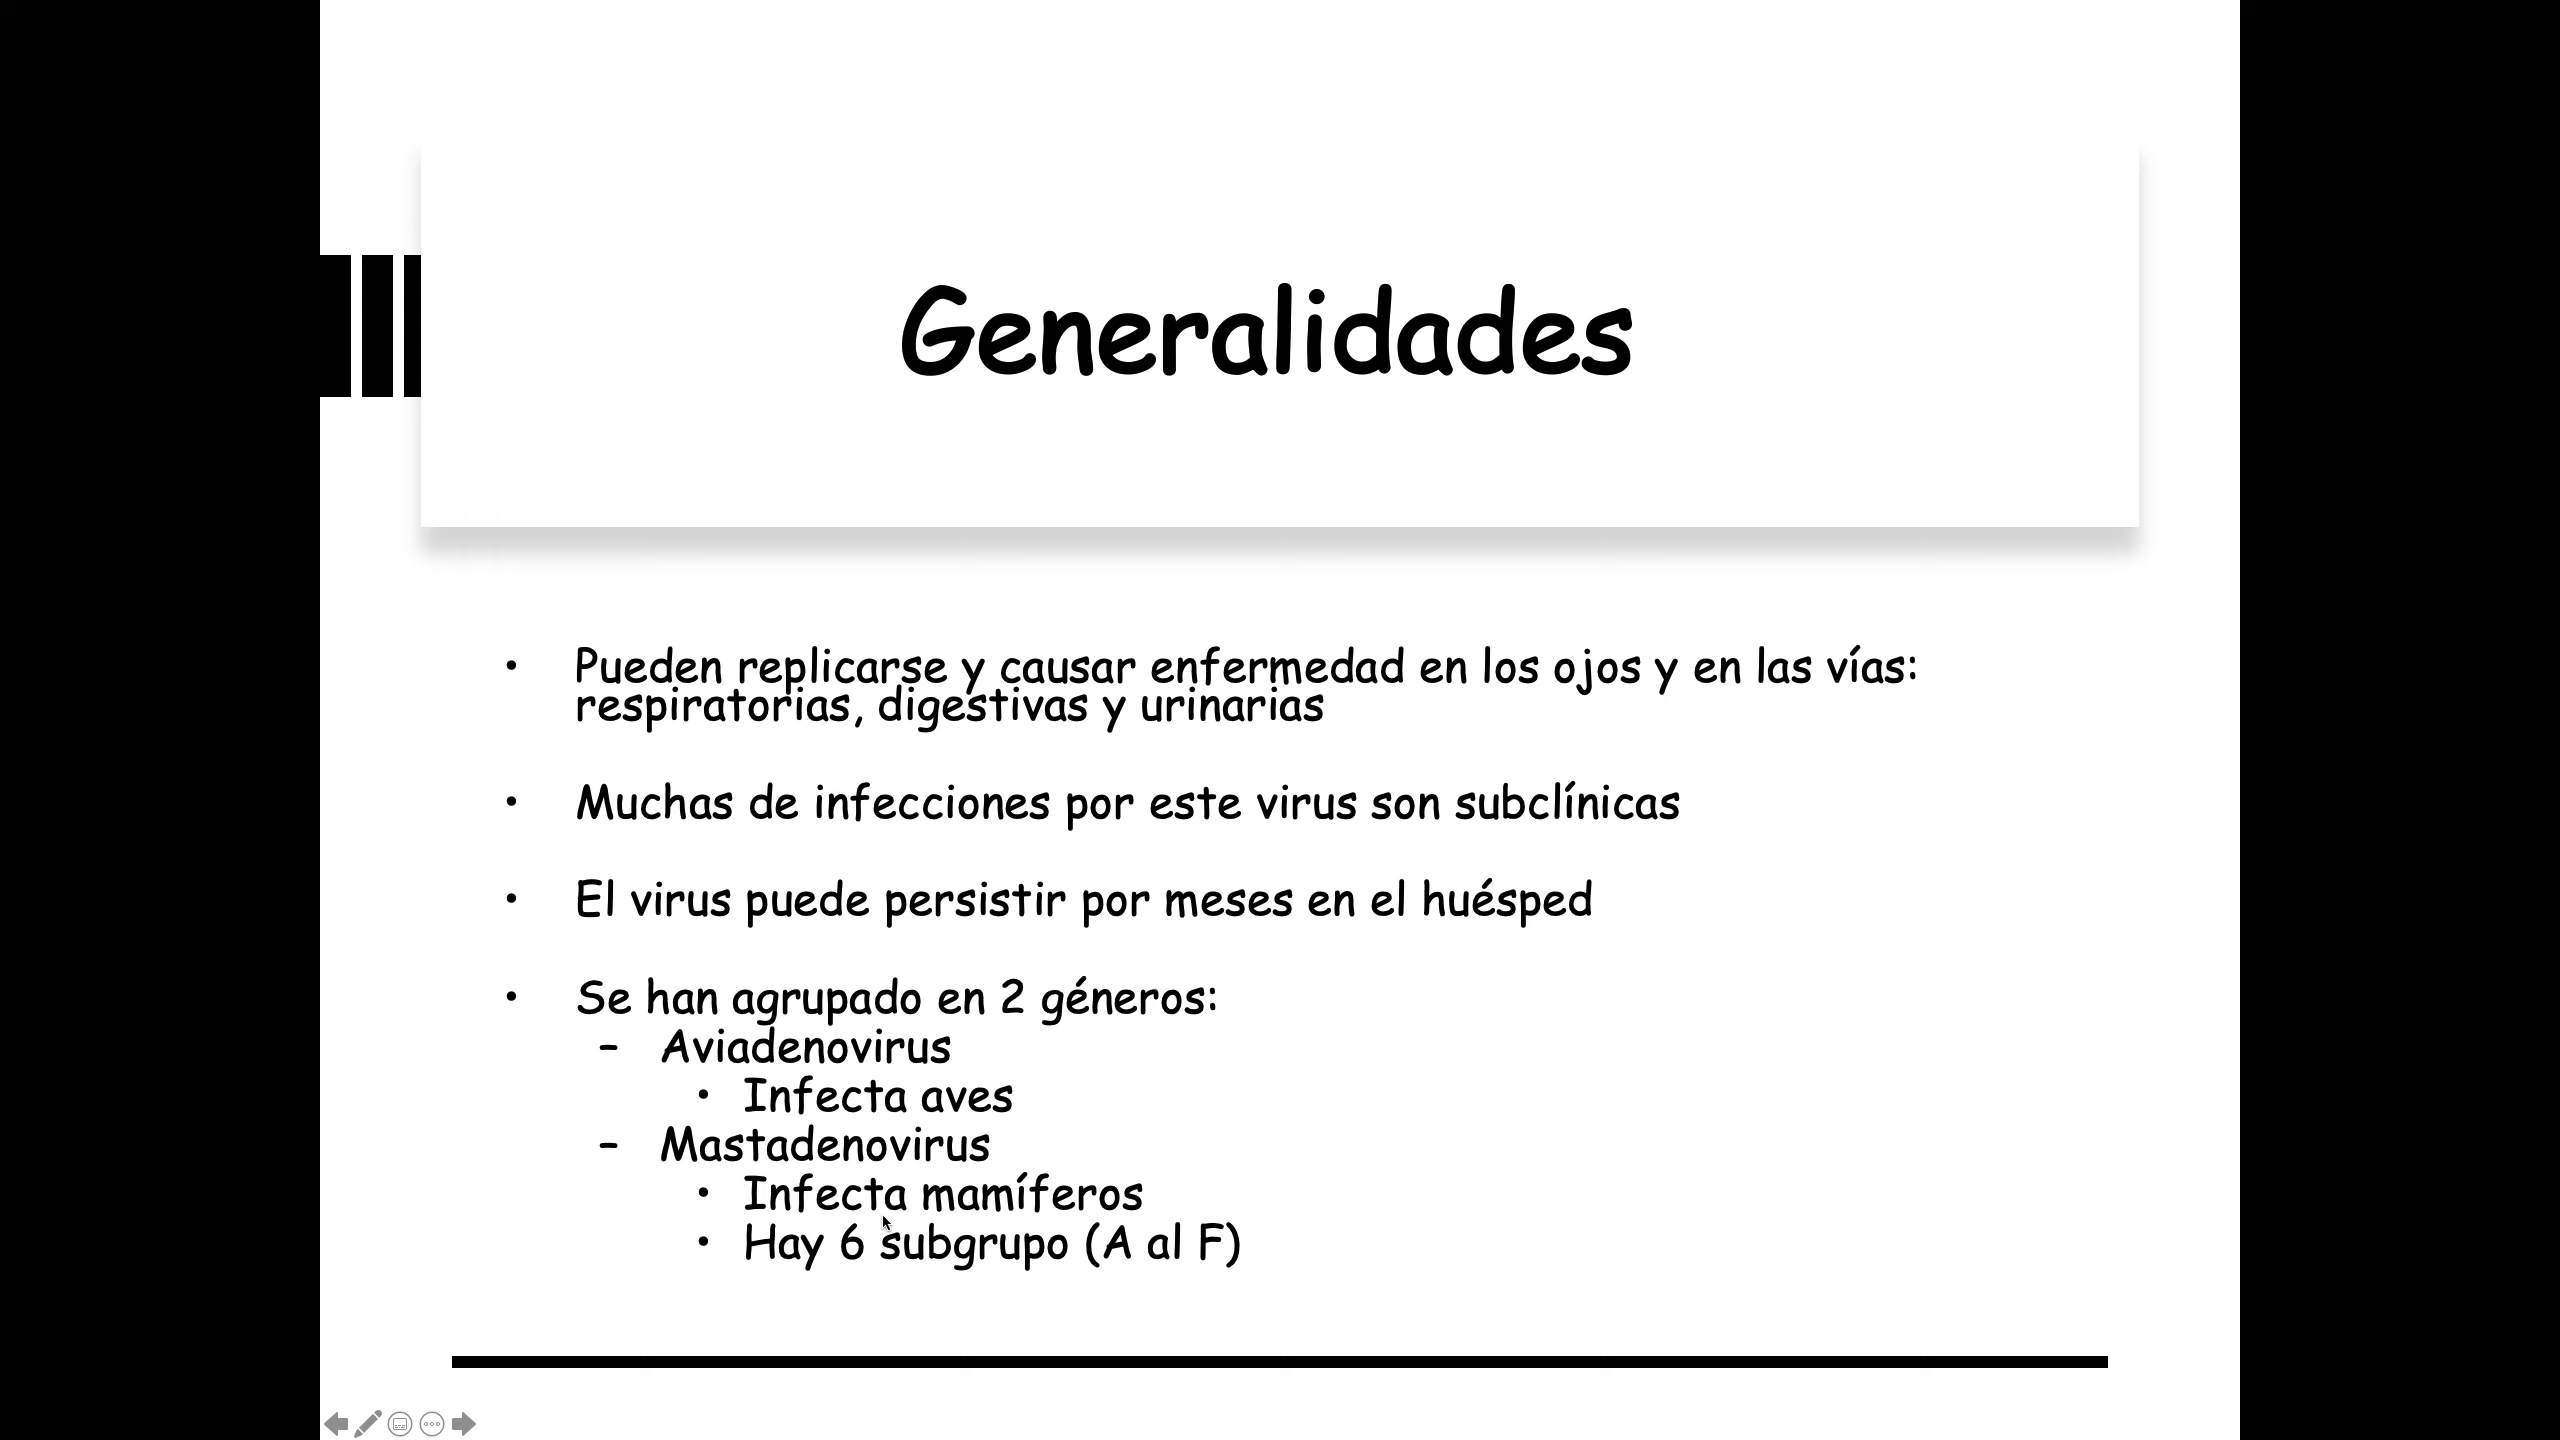 Generalidades
• Pueden replicarse y causar enfermedad en los ojos y en las vías:
respiratorias, digestivas y urinarias
• Muchas de infecciones por este virus son subclínicas
• El virus puede persistir por meses en el huésped
• Se han agrupado en 2 géneros:
– Aviadenovirus
• Infecta aves
– Mastadenovirus
• Infecta mamíferos
• Hay 6 subgrupo (A al F)